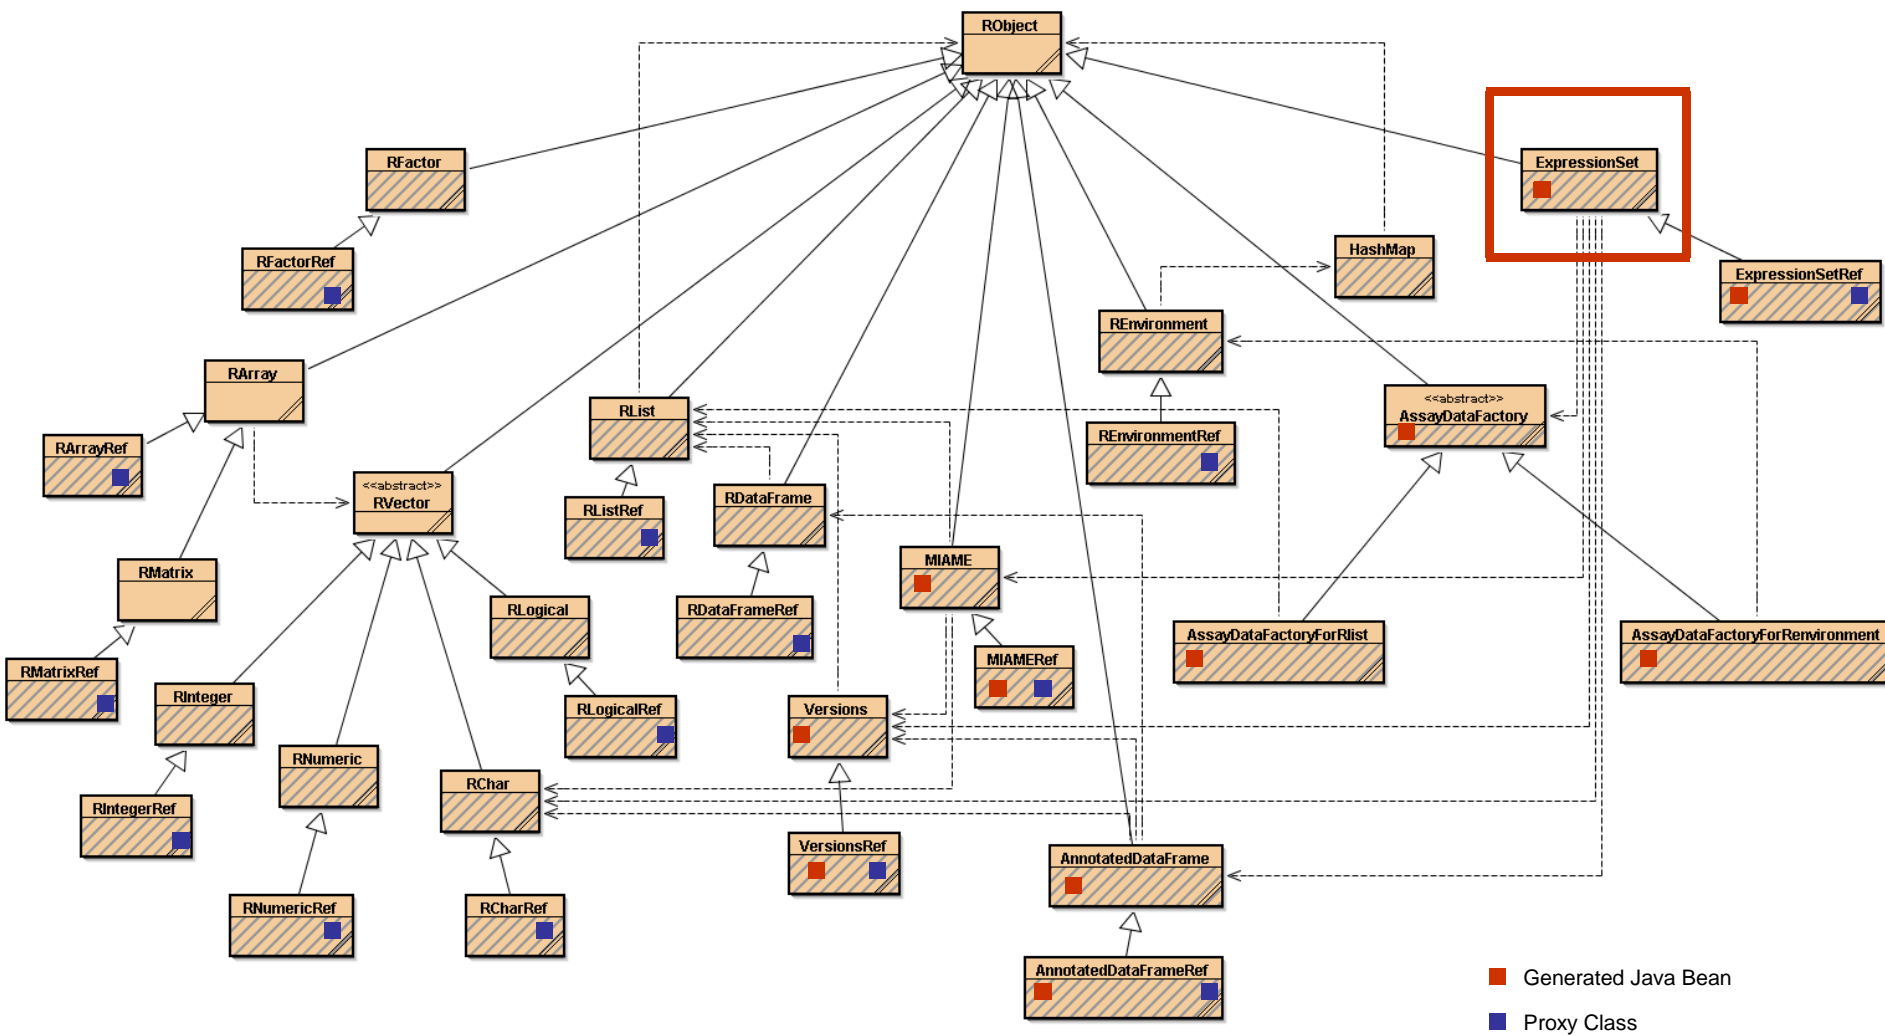 RObject
RFactor
ExpressionSet
RFactorRef
HashMap
ExpressionSetRef
REnvironment
RArray
RList
<<abstract>>
AssayDataFactory
RArrayRef
REnvironmentRef
<<abstract>>
RVector
RListRef
RDataFrame
MIAME
RMatrix
RLogical
RDataFrameRef
AssayDataFactoryForRlist
AssayDataFactoryForRenvironment
MIAMERef
RMatrixRef
RInteger
RLogicalRef
Versions
RNumeric
RChar
RIntegerRef
VersionsRef
AnnotatedDataFrame
RNumericRef
RCharRef
AnnotatedDataFrameRef
Generated Java Bean
Proxy Class